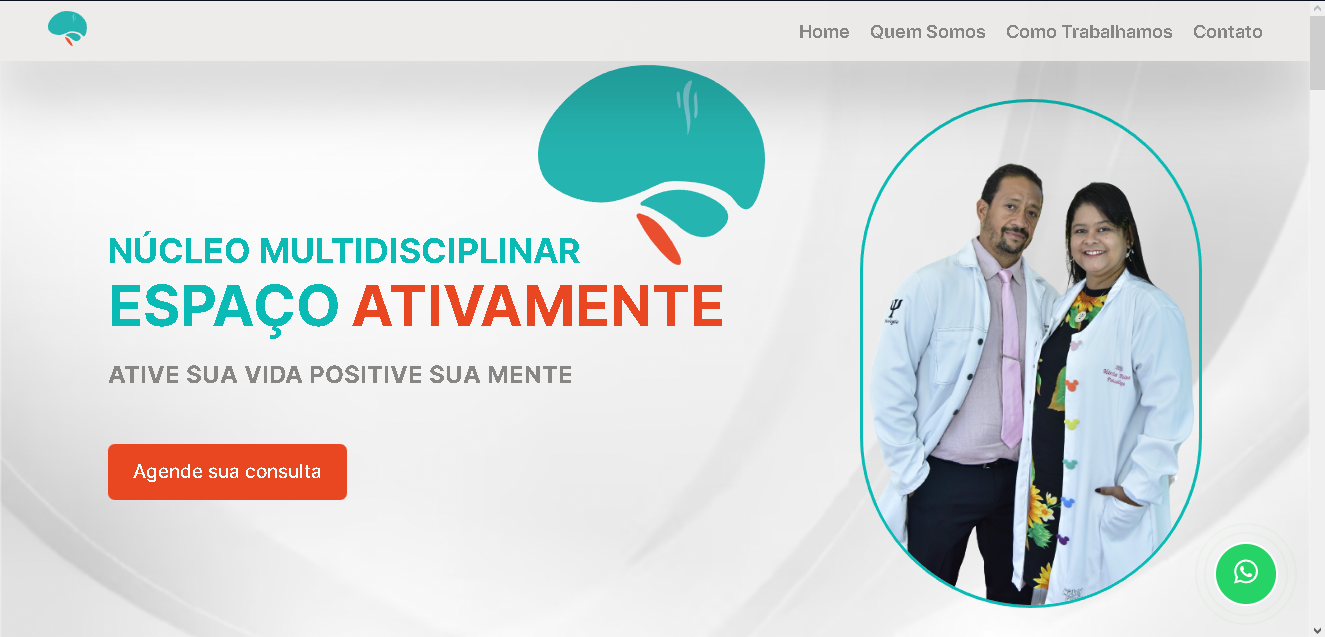 Home Quem Somos Como Trabalhamos Contato
NÚCLEO MULTIDISCIPLINAR
ESPAÇO ATIVAMENTE
ATIVE SUA VIDA POSITIVE SUA MENTE
Agende sua consulta